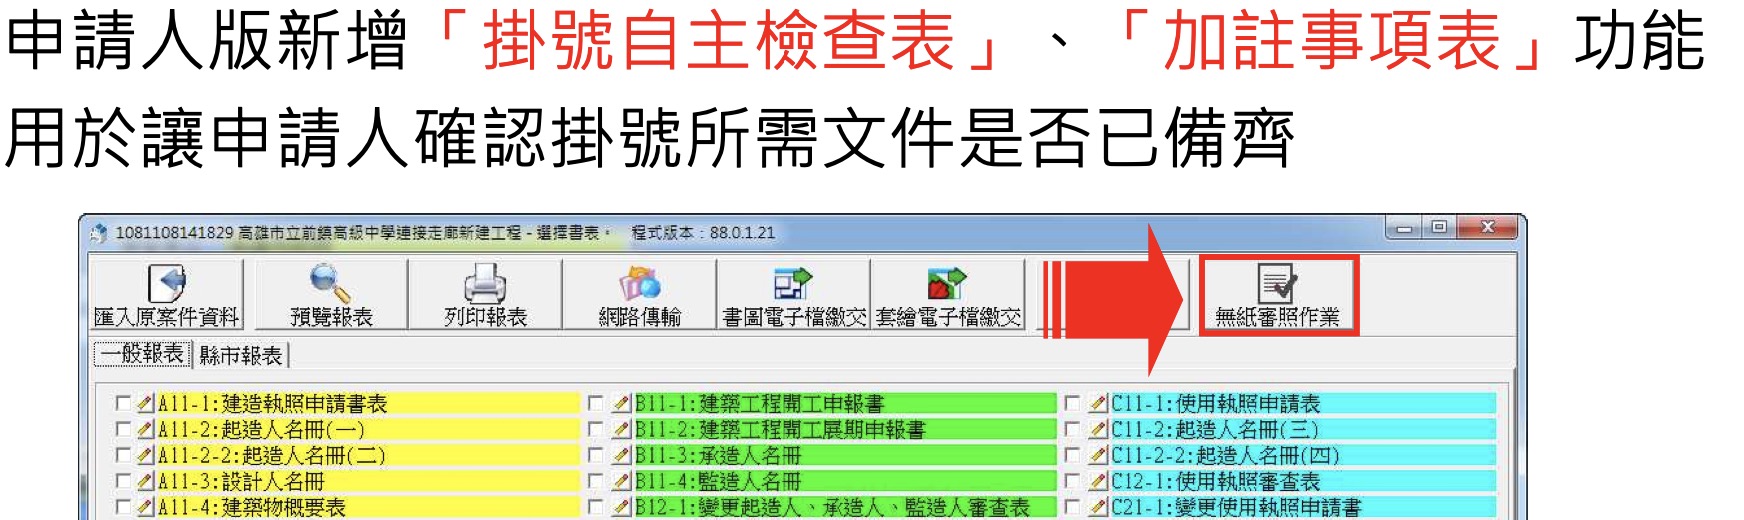 申請人版新增「掛號自主檢查表」、「加註事項表」功能
用於讓申請人確認掛號所需文件是否已備齊
1081108141829 高雄市立前鎮高級中學連接走廊新建工程 - 選擇書表。 程式版本：88.0.1.21
匯入原案件資料 預覽報表 列印報表 網路傳輸 書圖電子檔繳交 套繪電子檔繳交 無紙審照作業
一般報表 縣市報表
A11-1:建造執照申請書表 B11-1:建築工程開工申報書 C11-1:使用執照申請表
A11-2:起造人名冊(一) B11-2:建築工程開工展期申報書 C11-2:起造人名冊(三)
A11-2-2:起造人名冊(二) B11-3:承造人名冊 C11-2-2:起造人名冊(四)
A11-3:設計人名冊 B11-4:監造人名冊 C12-1:使用執照審查表
A11-4:建築物概要表 B12-1:變更起造人、承造人、監造人審查表 C21-1:變更使用執照申請書